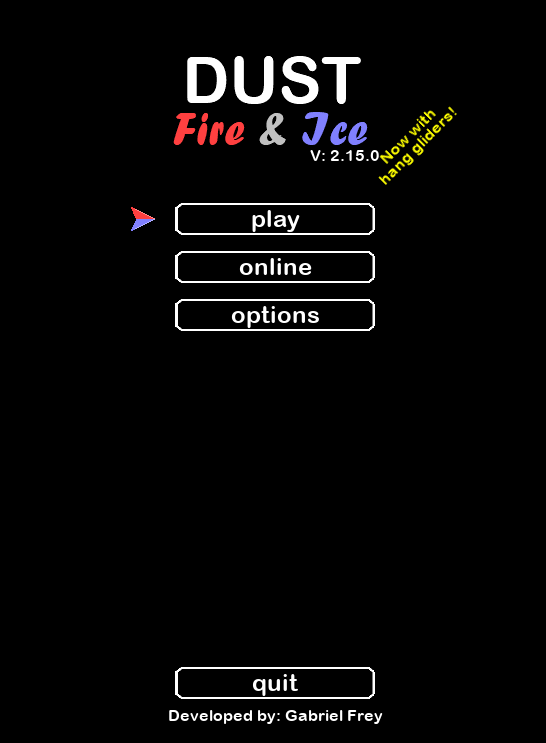 DUST
Fire & Ice
V: 2.15.0
Now with
hang gliders!
play
online
options
quit
Developed by: Gabriel Frey